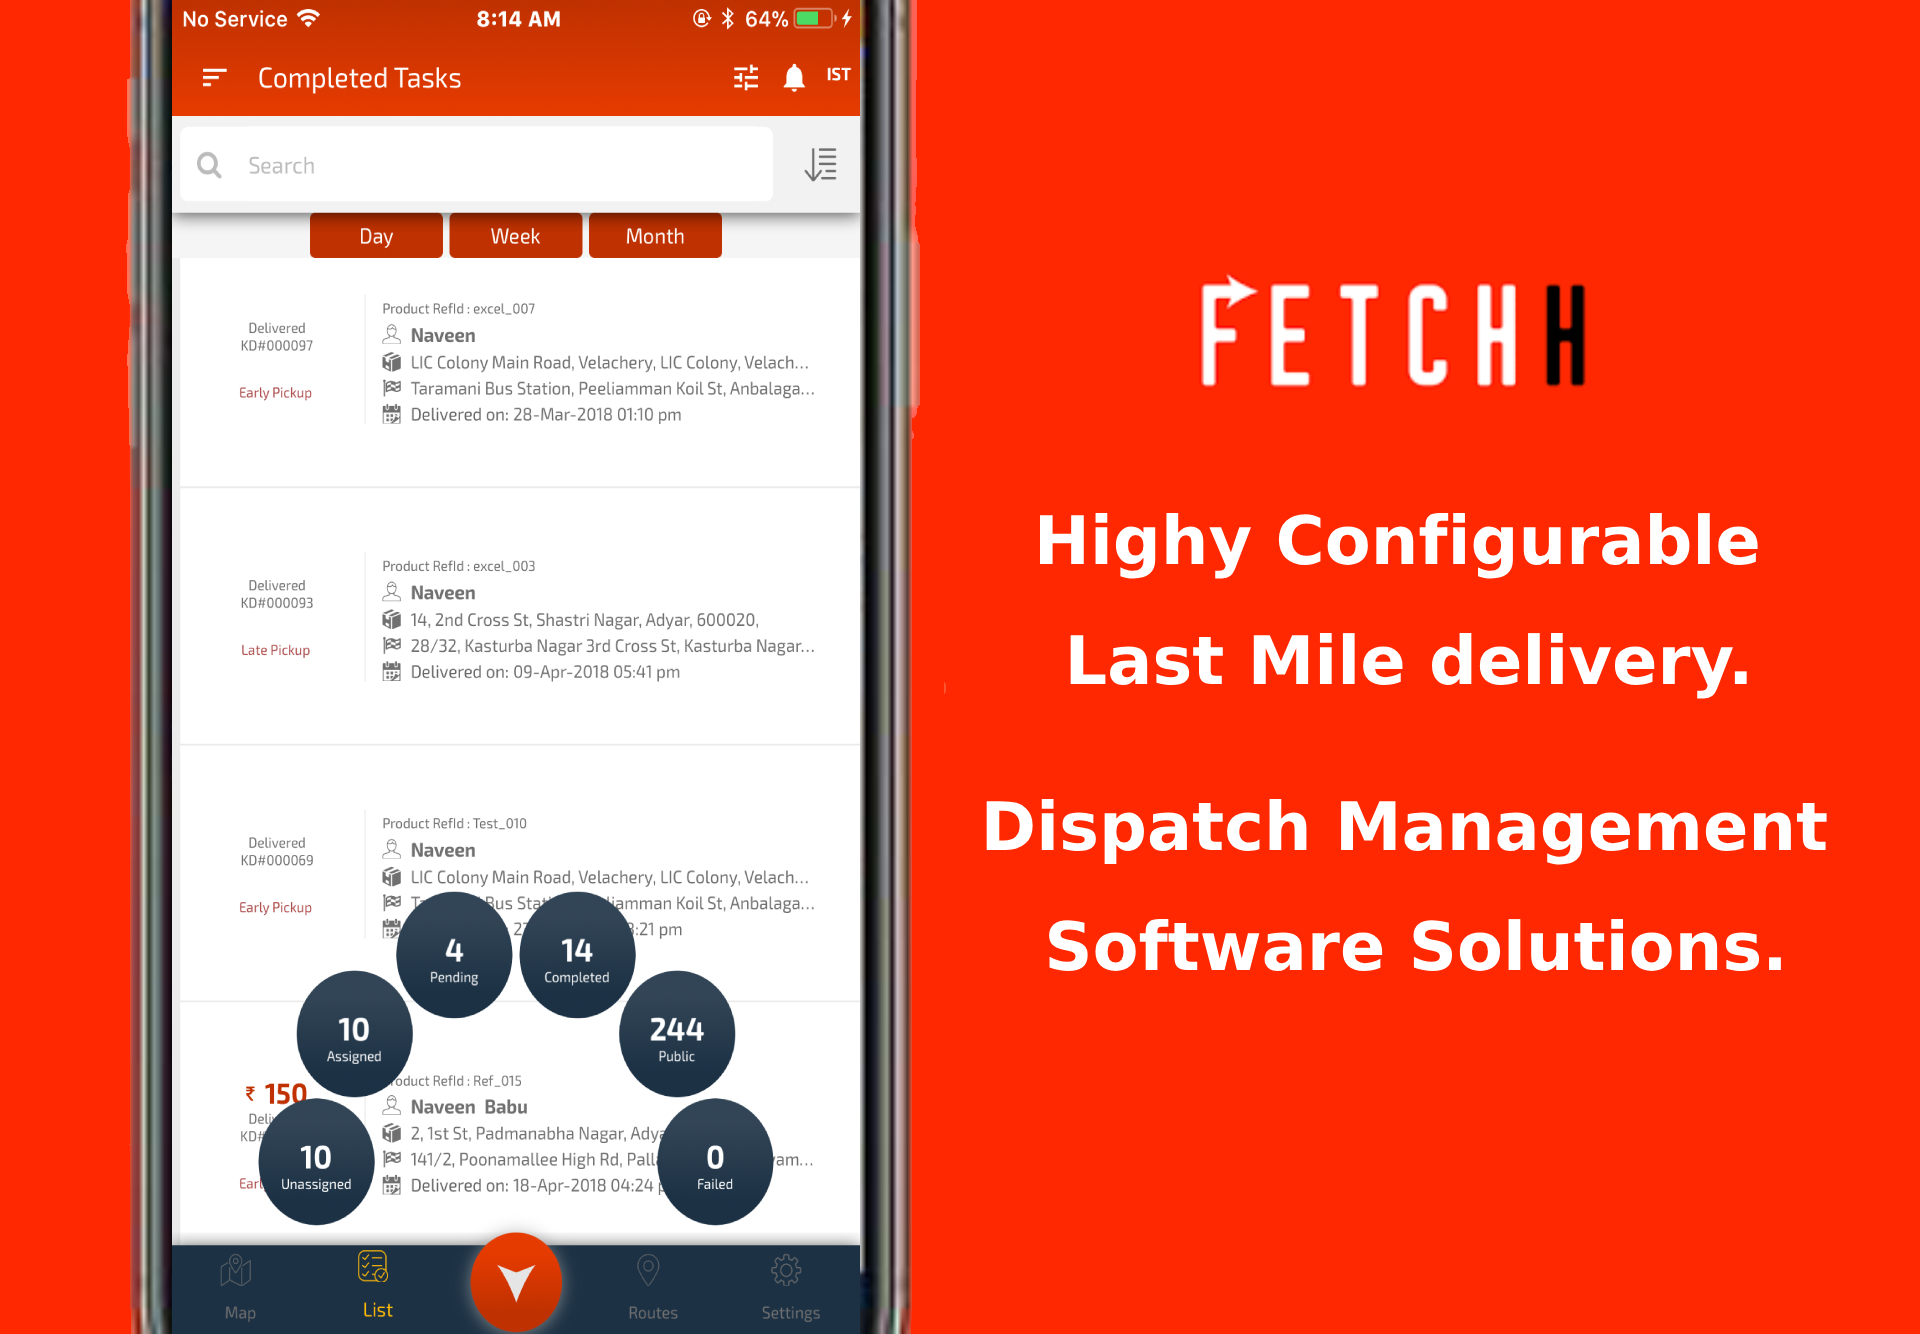 No Service 8:14 AM 64%
Completed Tasks IST
Search
Day Week Month
Product RefId : excel_007
Delivered
KD#000097
Early Pickup
Naveen
LIC Colony Main Road, Velachery, LIC Colony, Velach...
Taramani Bus Station, Peeliamman Koil St, Anbalaga...
Delivered on: 28-Mar-2018 01:10 pm
Product RefId : excel_003
Delivered
KD#000093
Late Pickup
Naveen
14, 2nd Cross St, Shastri Nagar, Adyar, 600020,
28/32, Kasturba Nagar 3rd Cross St, Kasturba Nagar...
Delivered on: 09-Apr-2018 05:41 pm
Product RefId : Test_010
Delivered
KD#000069
Early Pickup
Naveen
LIC Colony Main Road, Velachery, LIC Colony, Velach...
Bus Koil St, Anbalaga...
pm
4
Pending
14
Completed
10
Assigned
244
Public
10
Unassigned
0
Failed
RefId : Ref_015
₹ 150
Naveen Babu
2, 1st St, Padmanabha Nagar,
141/2, Poonamallee High Rd,
Delivered on: 18-Apr-2018 04:24
Map List Routes Settings
FETCHH
Highy Configurable
Last Mile delivery.
Dispatch Management
Software Solutions.